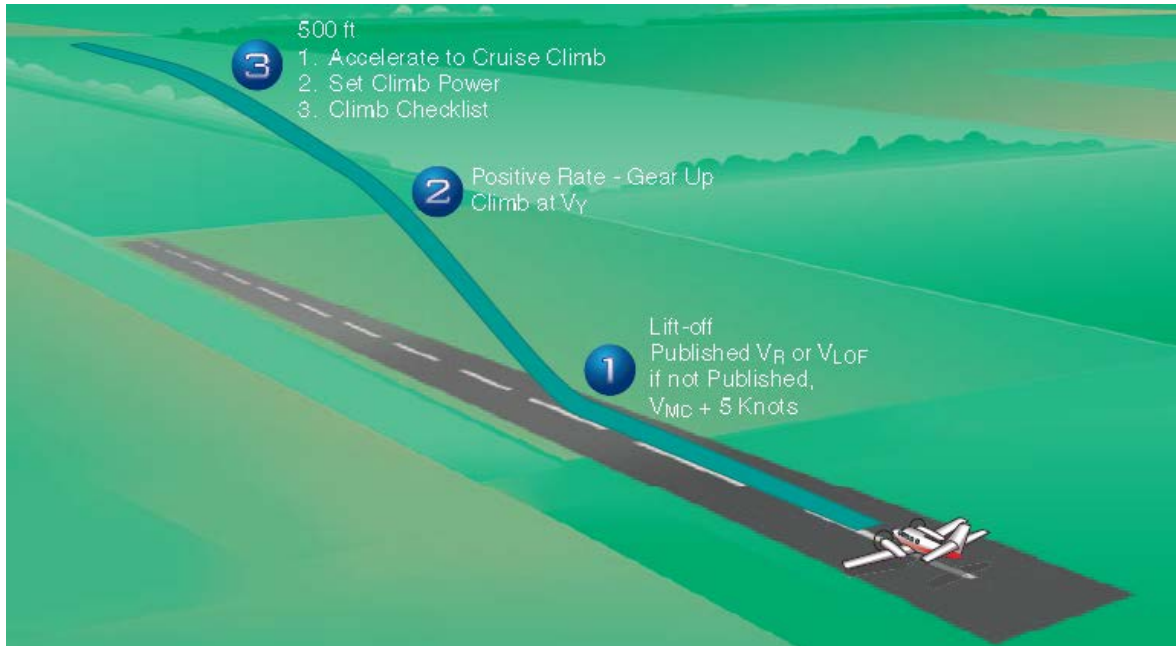 500 ft
3
1. Accelerate to Cruise Climb
2. Set Climb Power
3. Climb Checklist
2
Positive Rate - Gear Up
Climb at VY
1
Lift-off
Published VR or VLOF
if not Published,
VMC + 5 Knots